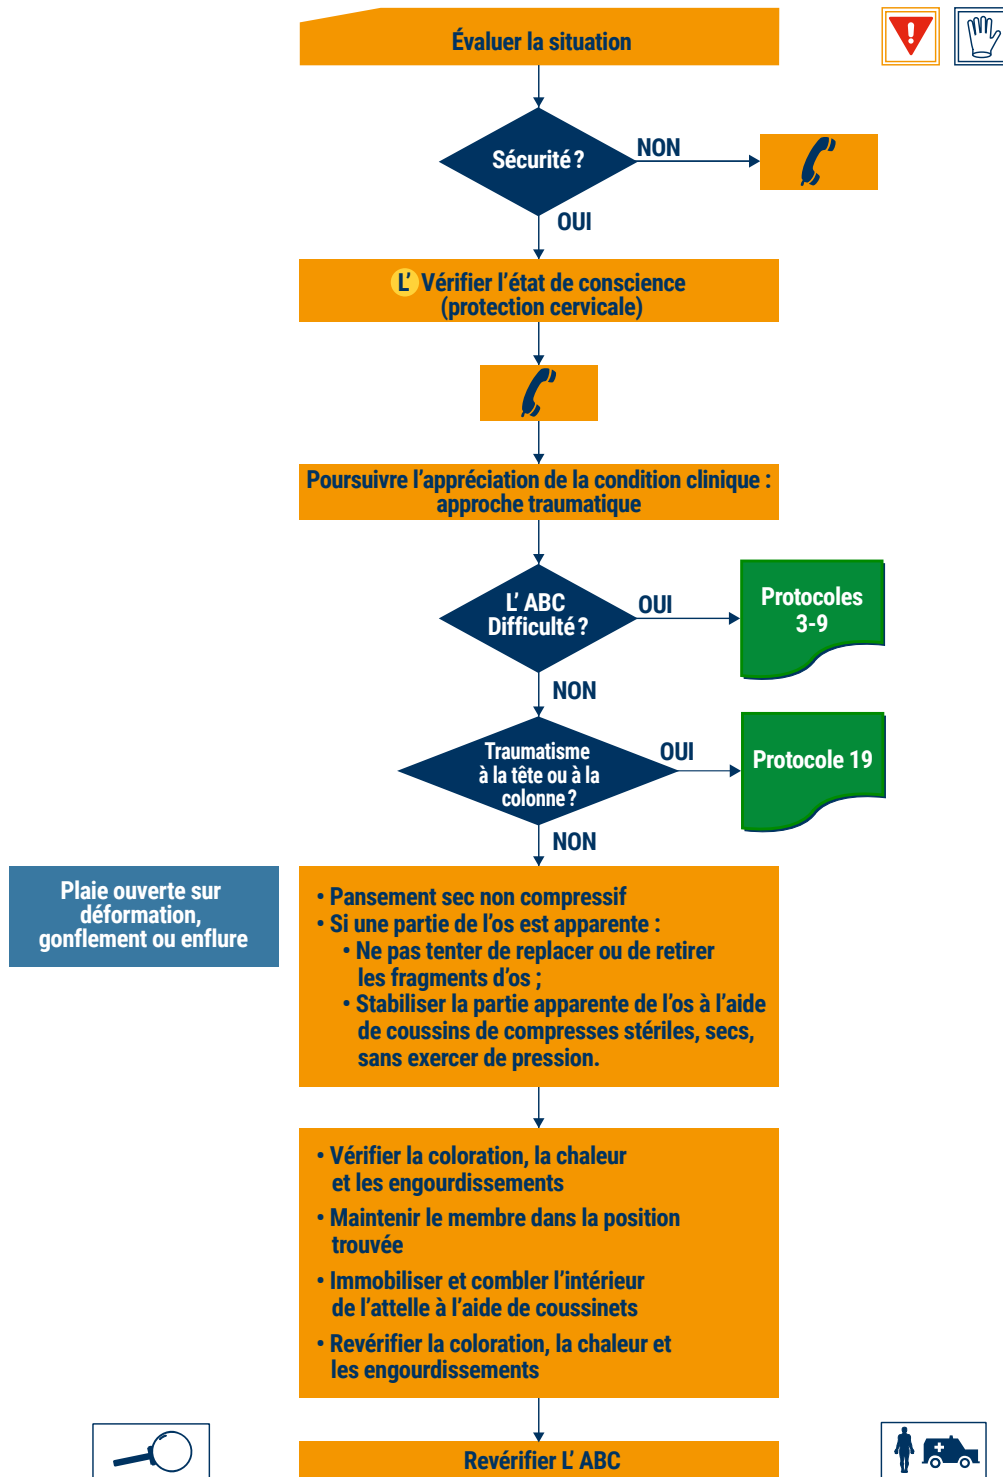 Évaluer la situation
Sécurité ?
NON
OUI
L’ Vérifier l’état de conscience
(protection cervicale)
Poursuivre l’appréciation de la condition clinique :
approche traumatique
L’ ABC
Difficulté ?
OUI
Protocoles
3-9
NON
Traumatisme
à la tête ou à la
colonne ?
OUI
Protocole 19
NON
Plaie ouverte sur
déformation,
gonflement ou enflure
• Pansement sec non compressif
• Si une partie de l’os est apparente :
• Ne pas tenter de replacer ou de retirer
les fragments d’os ;
• Stabiliser la partie apparente de l’os à l’aide
de coussins de compresses stériles, secs,
sans exercer de pression.
• Vérifier la coloration, la chaleur
et les engourdissements
• Maintenir le membre dans la position
trouvée
• Immobiliser et combler l’intérieur
de l’attelle à l’aide de coussinets
• Revérifier la coloration, la chaleur et
les engourdissements
Revérifier L’ ABC